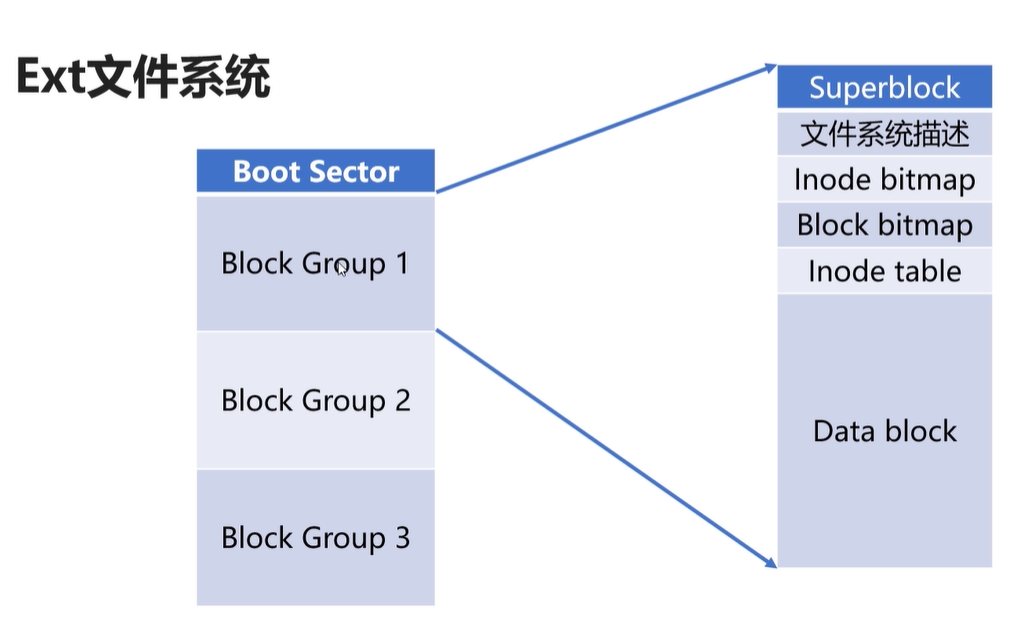 Ext文件系统
Boot Sector
Block Group 1
Block Group 2
Block Group 3
Superblock
文件系统描述
Inode bitmap
Block bitmap
Inode table
Data block